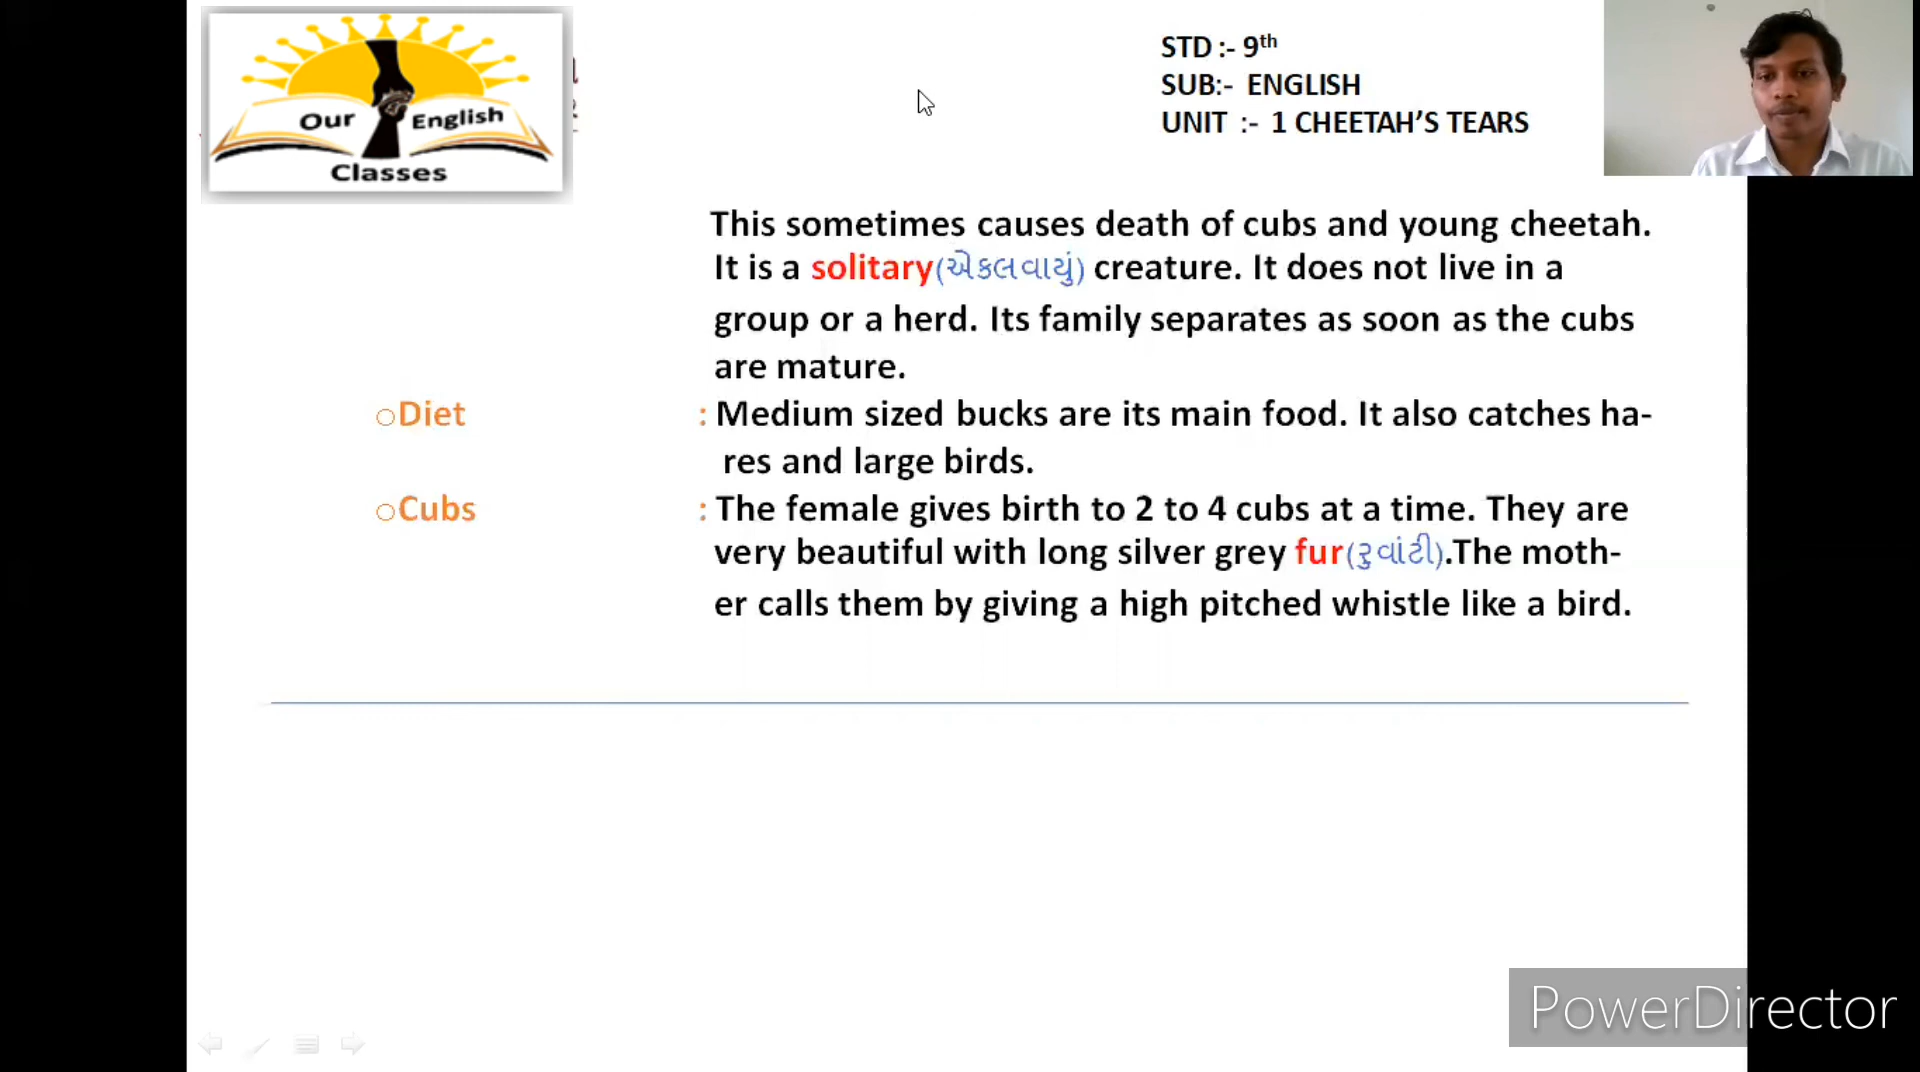 Our English
Classes
STD :- 9th
SUB:- ENGLISH
UNIT :- 1 CHEETAH'S TEARS
This sometimes causes death of cubs and young cheetah.
It is a solitary(એકલવાયું) creature. It does not live in a
group or a herd. Its family separates as soon as the cubs
are mature.
Diet : Medium sized bucks are its main food. It also catches ha-
res and large birds.
Cubs : The female gives birth to 2 to 4 cubs at a time. They are
very beautiful with long silver grey fur(રુવાંટી).The moth-
er calls them by giving a high pitched whistle like a bird.
PowerDirector